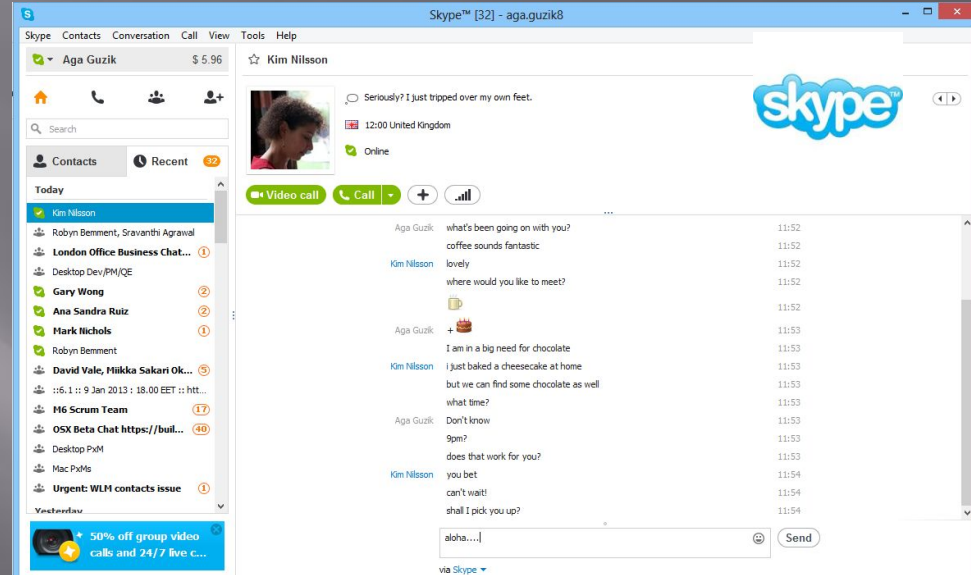 Skype™ [32] - aga.guzik8
Skype Contacts Conversation Call View Tools Help
Aga Guzik $ 5.96
Kim Nilsson
Seriously? I just tripped over my own feet.
12:00 United Kingdom
Online
skype™
Search
Contacts
Recent 32
Video call
Call
Today
Kim Nilsson
Robyn Bemment, Sravanthi Agrawal
London Office Business Chat... 1
Desktop Dev/PM/QE
Gary Wong 2
Ana Sandra Ruiz 2
Mark Nichols 1
Robyn Bemment
David Vale, Miikka Sakari Ok... 5
::6.1 :: 9 Jan 2013 : 18.00 EET :: htt...
M6 Scrum Team 17
OSX Beta Chat https://buil... 40
Desktop PxM
Mac PxMs
Urgent: WLM contacts issue 1
Yesterday
50% off group video
calls and 24/7 live c...
Aga Guzik what's been going on with you? 11:52
coffee sounds fantastic 11:52
Kim Nilsson lovely 11:52
where would you like to meet? 11:52
11:52
Aga Guzik + 11:53
I am in a big need for chocolate 11:53
Kim Nilsson i just baked a cheesecake at home 11:53
but we can find some chocolate as well 11:53
what time? 11:53
Aga Guzik Don't know 11:53
9pm? 11:53
does that work for you? 11:53
Kim Nilsson you bet 11:54
can't wait! 11:54
shall I pick you up? 11:54
aloha....
Send
via Skype